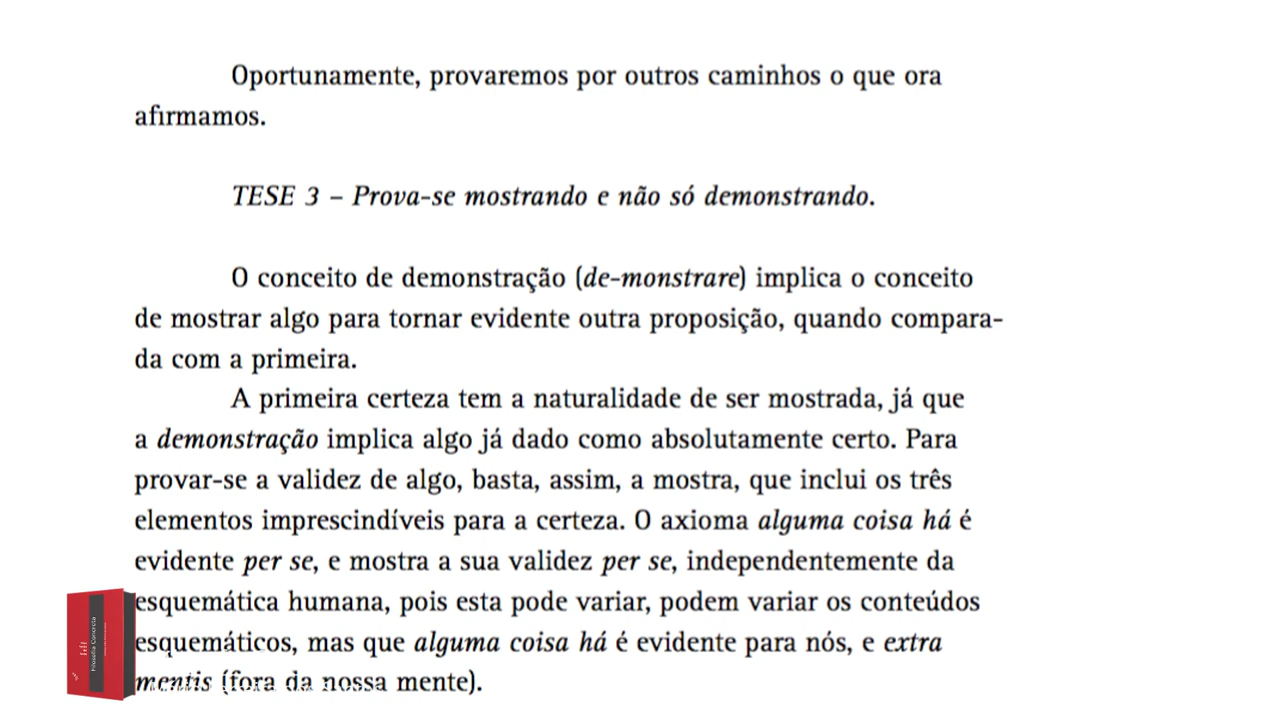 Oportunamente, provaremos por outros caminhos o que ora
afirmamos.
TESE 3 – Prova-se mostrando e não só demonstrando.
O conceito de demonstração (de-monstrare) implica o conceito
de mostrar algo para tornar evidente outra proposição, quando compara-
da com a primeira.
A primeira certeza tem a naturalidade de ser mostrada, já que
a demonstração implica algo já dado como absolutamente certo. Para
provar-se a validez de algo, basta, assim, a mostra, que inclui os três
elementos imprescindíveis para a certeza. O axioma alguma coisa há é
evidente per se, e mostra a sua validez per se, independentemente da
esquemática humana, pois esta pode variar, podem variar os conteúdos
esquemáticos, mas que alguma coisa há é evidente para nós, e extra
mentis (fora da nossa mente).
Filosofia Concreta